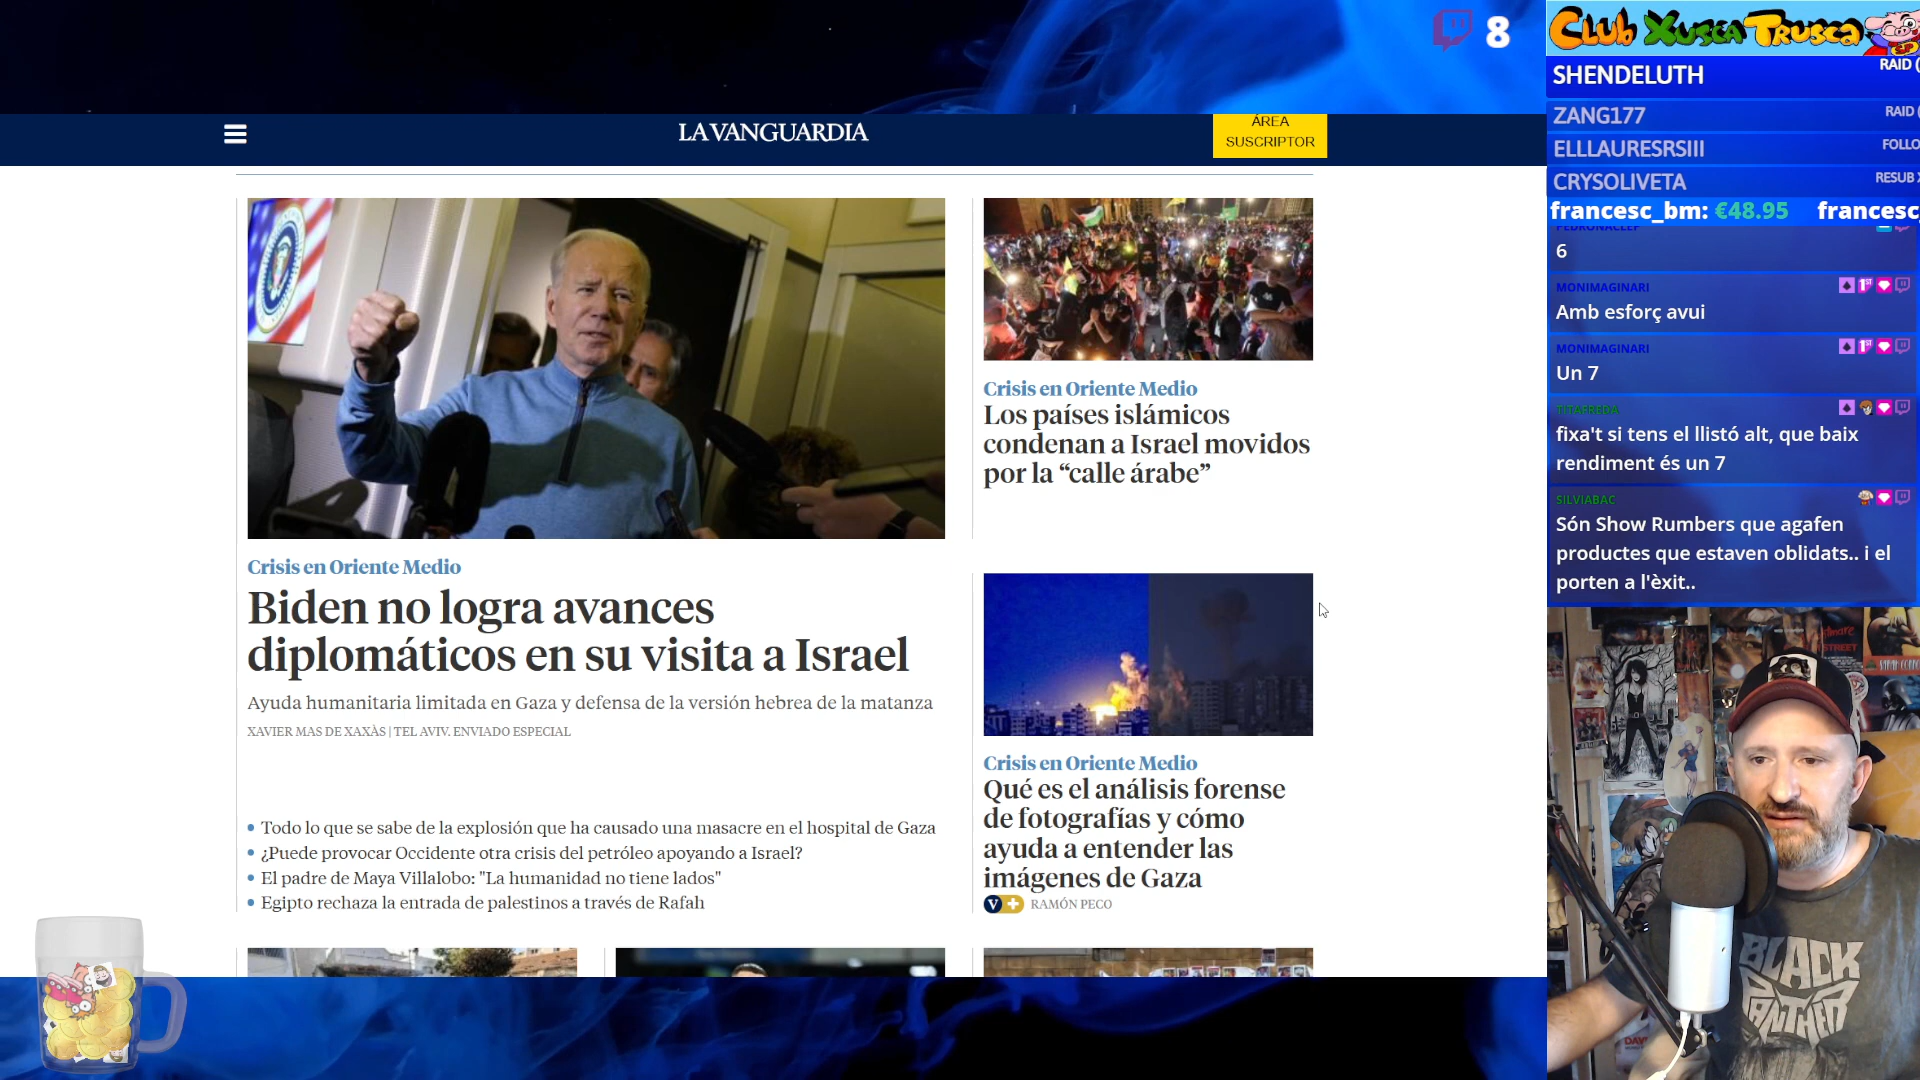 8
Club Xusca Trusca
SHENDELUTH RAID (
ZANG177 RAID (
ELLLAURESRSIII FOLLO
CRYSOLIVETA RESUB X
francesc_bm: €48.95 francesc
PEDRONACLEF
6
MONIMAGINARI
Amb esforç avui
MONIMAGINARI
Un 7
TITAFREDA
fixa't si tens el llistó alt, que baix
rendiment és un 7
SILVIABAC
Són Show Rumbers que agafen
productes que estaven oblidats.. i el
porten a l'èxit..
LA VANGUARDIA
ÁREA
SUSCRIPTOR
Crisis en Oriente Medio
Biden no logra avances
diplomáticos en su visita a Israel
Ayuda humanitaria limitada en Gaza y defensa de la versión hebrea de la matanza
XAVIER MAS DE XAXÀS | TEL AVIV. ENVIADO ESPECIAL
• Todo lo que se sabe de la explosión que ha causado una masacre en el hospital de Gaza
• ¿Puede provocar Occidente otra crisis del petróleo apoyando a Israel?
• El padre de Maya Villalobo: "La humanidad no tiene lados"
• Egipto rechaza la entrada de palestinos a través de Rafah
Crisis en Oriente Medio
Los países islámicos
condenan a Israel movidos
por la “calle árabe”
Crisis en Oriente Medio
Qué es el análisis forense
de fotografías y cómo
ayuda a entender las
imágenes de Gaza
V + RAMÓN PECO
BLACK
PANTHER